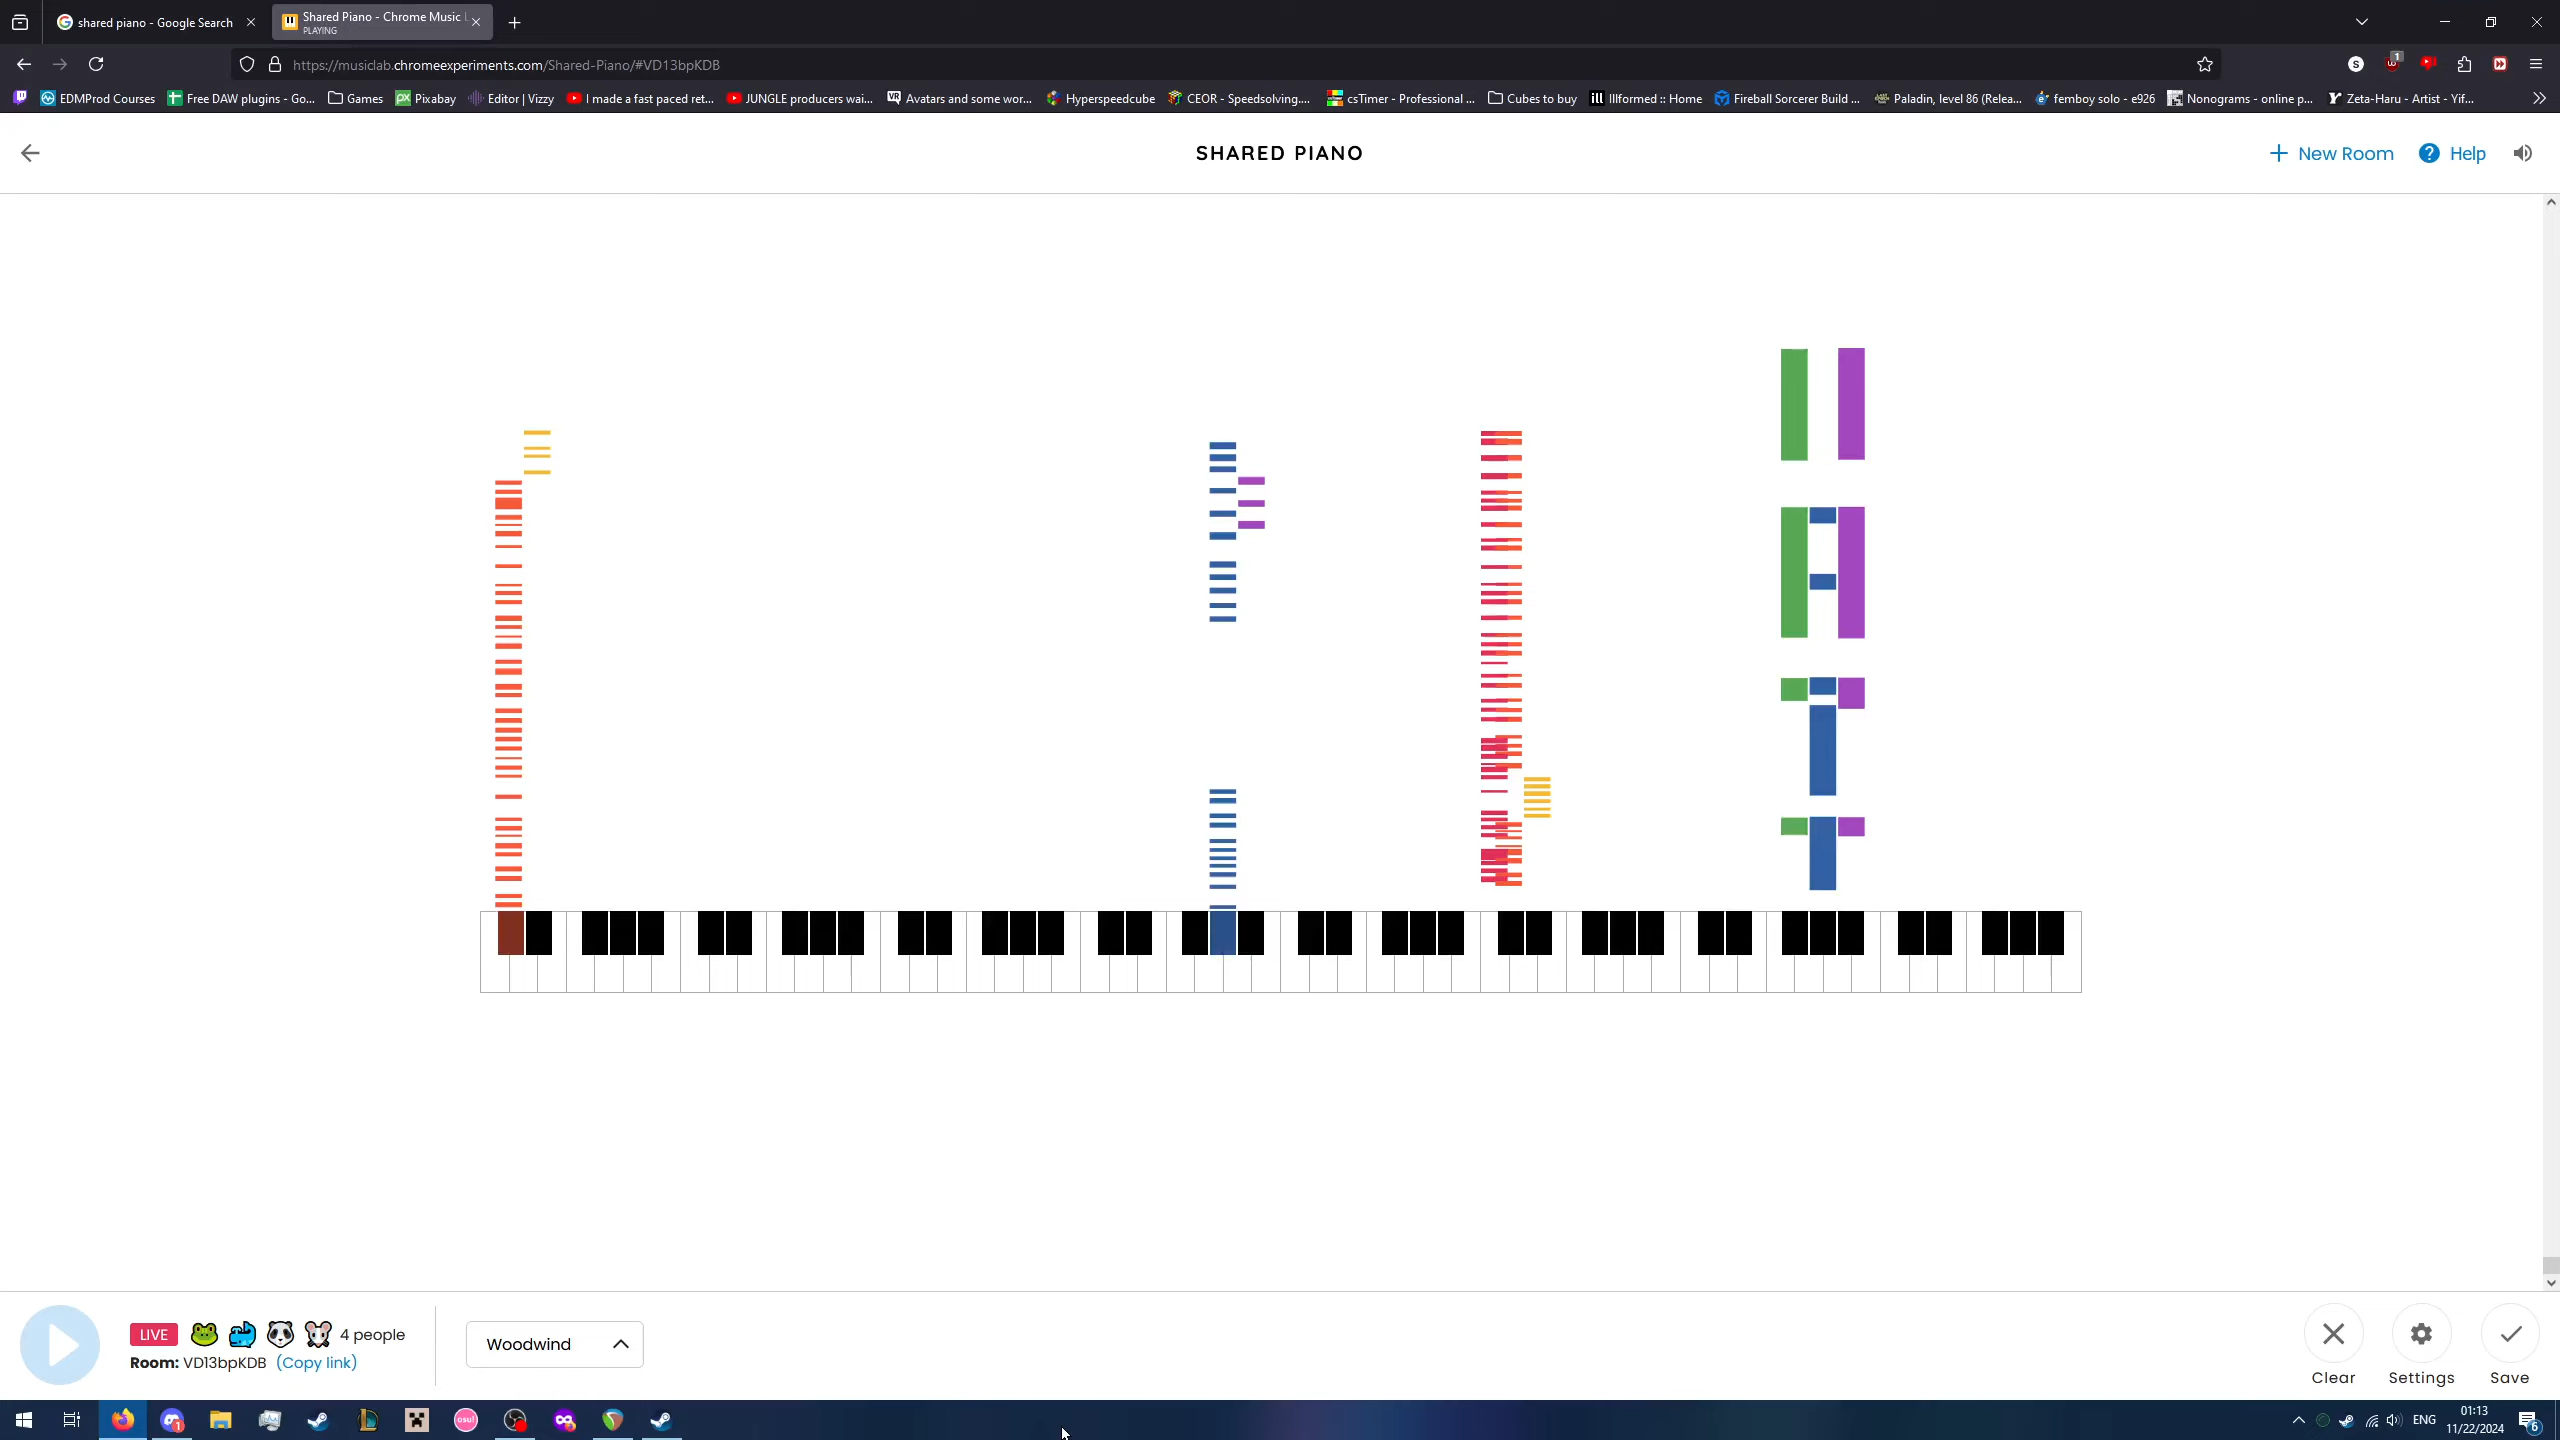 shared piano - Google Search
Shared Piano - Chrome Music L
PLAYING
https://musiclab.chromeexperiments.com/Shared-Piano/#VD13bpKDB
1
EDMProd Courses
Free DAW plugins - Go...
Games
Pixabay
Editor | Vizzy
I made a fast paced ret...
JUNGLE producers wai...
Avatars and some wor...
Hyperspeedcube
CEOR - Speedsolving....
csTimer - Professional ...
Cubes to buy
Illformed :: Home
Fireball Sorcerer Build ...
Paladin, level 86 (Relea...
femboy solo - e926
Nonograms - online p...
Zeta-Haru - Artist - Yif...
SHARED PIANO
New Room
Help
LIVE
4 people
Room: VD13bpKDB (Copy link)
Woodwind
Clear
Settings
Save
osu!
ENG
01:13
11/22/2024
6